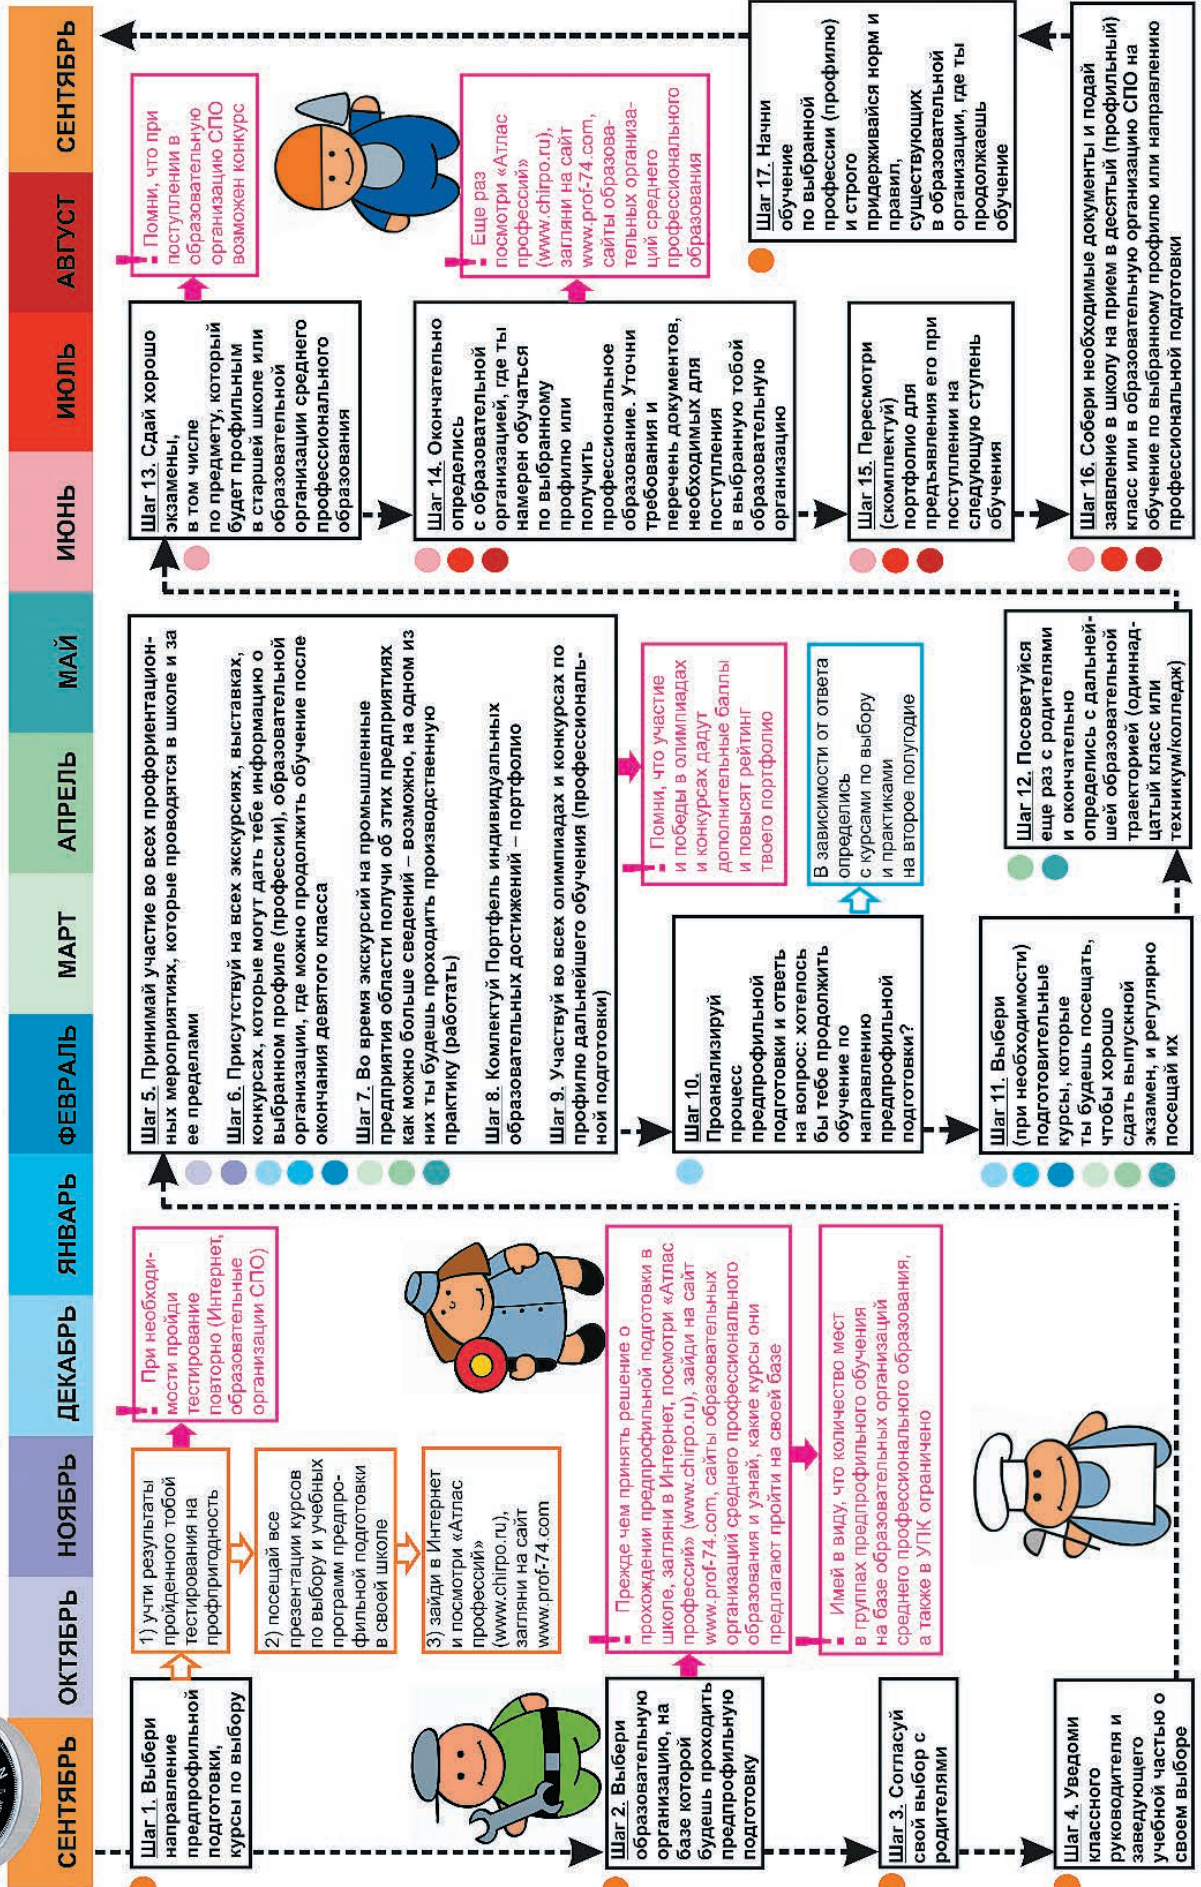 СЕНТЯБРЬ
ОКТЯБРЬ
НОЯБРЬ
ДЕКАБРЬ
ЯНВАРЬ
ФЕВРАЛЬ
МАРТ
АПРЕЛЬ
МАЙ
ИЮНЬ
ИЮЛЬ
АВГУСТ
СЕНТЯБРЬ
Шаг 1. Выбери
направление
предпрофильной
подготовки,
курсы по выбору
1) учти результаты
пройденного тобой
тестирования на
профпригодность
При необходи-
мости пройди
тестирование
повторно (Интернет,
образовательные
организации СПО)
2) посещай все
презентации курсов
по выбору и учебных
программ предпро-
фильной подготовки
в своей школе
3) зайди в Интернет
и посмотри «Атлас
профессий»
(www.chirpo.ru),
загляни на сайт
www.prof-74.com
Шаг 2. Выбери
образовательную
организацию, на
базе которой
будешь проходить
предпрофильную
подготовку
Прежде чем принять решение о
прохождении предпрофильной подготовки в
школе, загляни в Интернет, посмотри «Атлас
профессий» (www.chirpo.ru), зайди на сайт
www.prof-74.com, сайты образовательных
организаций среднего профессионального
образования и узнай, какие курсы они
предлагают пройти на своей базе
Имей в виду, что количество мест
в группах предпрофильного обучения
на базе образовательных организаций
среднего профессионального образования,
а также в УПК ограничено
Шаг 3. Согласуй
свой выбор с
родителями
Шаг 4. Уведоми
классного
руководителя и
заведующего
учебной частью о
своем выборе
Шаг 5. Принимай участие во всех профориентацион-
ных мероприятиях, которые проводятся в школе и за
ее пределами
Шаг 6. Присутствуй на всех экскурсиях, выставках,
конкурсах, которые могут дать тебе информацию о
выбранном профиле (профессии), образовательной
организации, где можно продолжить обучение после
окончания девятого класса
Шаг 7. Во время экскурсий на промышленные
предприятия области получи об этих предприятиях
как можно больше сведений – возможно, на одном из
них ты будешь проходить производственную
практику (работать)
Шаг 8. Комплектуй Портфель индивидуальных
образовательных достижений – портфолио
Шаг 9. Участвуй во всех олимпиадах и конкурсах по
профилю дальнейшего обучения (профессиональ-
ной подготовки)
Помни, что участие
и победы в олимпиадах
и конкурсах дадут
дополнительные баллы
и повысят рейтинг
твоего портфолио
Шаг 10.
Проанализируй
процесс
предпрофильной
подготовки и ответь
на вопрос: хотелось
бы тебе продолжить
обучение по
направлению
предпрофильной
подготовки?
В зависимости от ответа
определись
с курсами по выбору
и практиками
на второе полугодие
Шаг 11. Выбери
(при необходимости)
подготовительные
курсы, которые
ты будешь посещать,
чтобы хорошо
сдать выпускной
экзамен, и регулярно
посещай их
Шаг 12. Посоветуйся
еще раз с родителями
и окончательно
определись с дальней-
шей образовательной
траекторией (одиннад-
цатый класс или
техникум/колледж)
Шаг 13. Сдай хорошо
экзамены,
в том числе
по предмету, который
будет профильным
в старшей школе или
образовательной
организации среднего
профессионального
образования
Помни, что при
поступлении в
образовательную
организацию СПО
возможен конкурс
Шаг 14. Окончательно
определись
с образовательной
организацией, где ты
намерен обучаться
по выбранному
профилю или
получить
профессиональное
образование. Уточни
требования и
перечень документов,
необходимых для
поступления
в выбранную тобой
образовательную
организацию
Еще раз
посмотри «Атлас
профессий»
(www.chirpo.ru),
загляни на сайт
www.prof-74.com,
сайты образова-
тельных организа-
ций среднего
профессионального
образования
Шаг 15. Пересмотри
(скомплектуй)
портфолио для
предъявления его при
поступлении на
следующую ступень
обучения
Шаг 16. Собери необходимые документы и подай
заявление в школу на прием в десятый (профильный)
класс или в образовательную организацию СПО на
обучение по выбранному профилю или направлению
профессиональной подготовки
Шаг 17. Начни
обучение
по выбранной
профессии (профилю)
и строго
придерживайся норм и
правил,
существующих
в образовательной
организации, где ты
продолжаешь
обучение